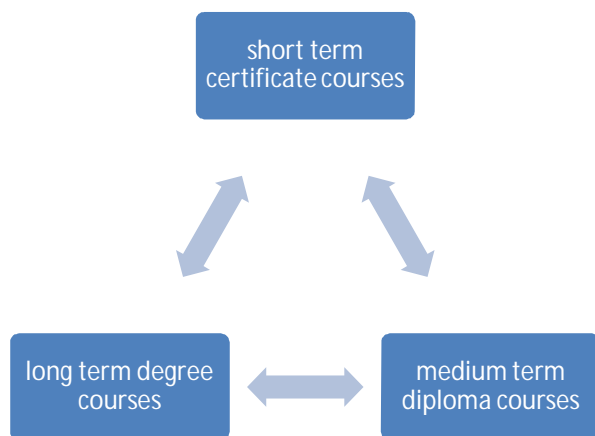 short term
certificate courses
long term degree
courses
medium term
diploma courses